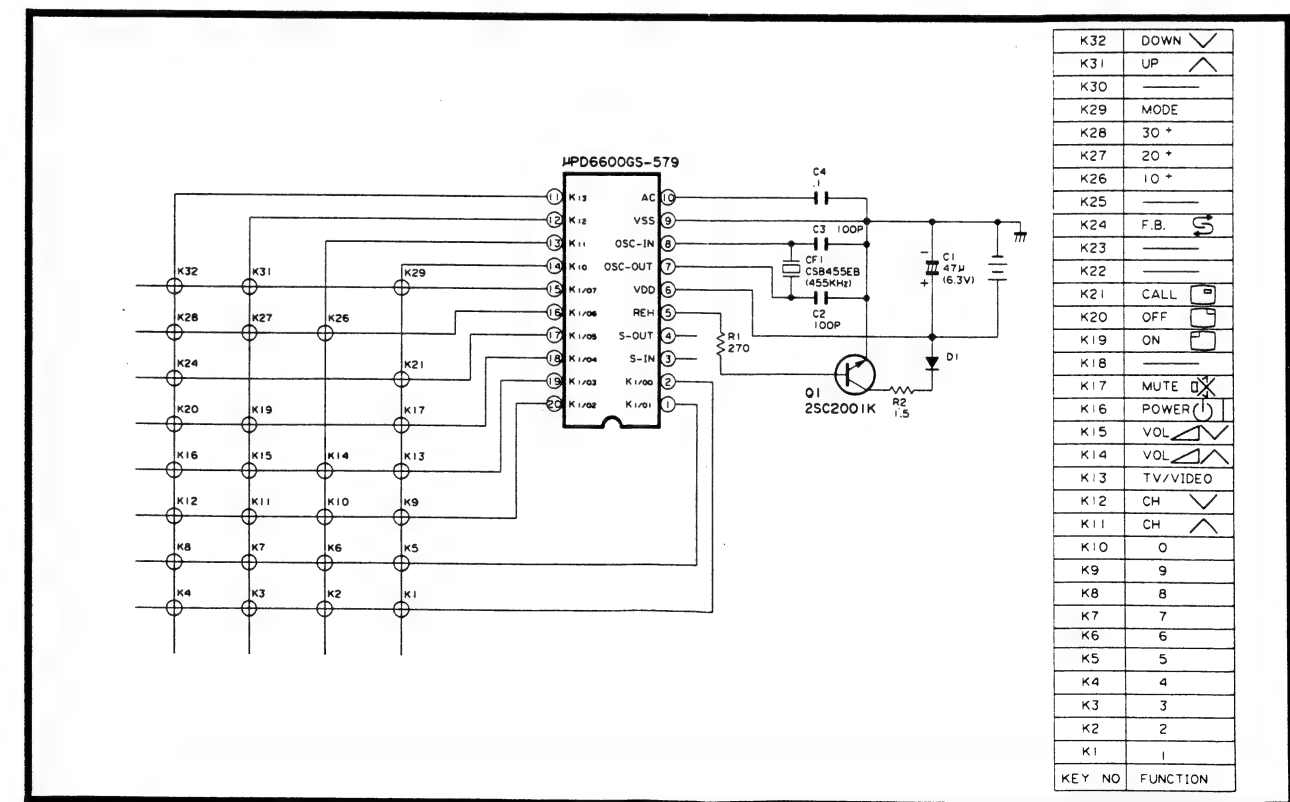 µPD6600GS-579
11 K13
12 K12
13 K11
14 K10
15 K1/07
16 K1/06
17 K1/05
18 K1/04
19 K1/03
20 K1/02
AC 10
VSS 9
OSC-IN 8
OSC-OUT 7
VDD 6
REH 5
S-OUT 4
S-IN 3
K1/00 2
K1/01 1
C4
.1
C3 100P
CF1
CSB455EB
(455KHz)
C2
100P
C1
47µ
(6.3V)
- +
R1
270
D1
Q1
2SC2001K
R2
1.5
K32 K31 K29
K28 K27 K26
K24 K21
K20 K19 K17
K16 K15 K14 K13
K12 K11 K10 K9
K8 K7 K6 K5
K4 K3 K2 K1
K32 DOWN
K31 UP
K30
K29 MODE
K28 30 +
K27 20 +
K26 10 +
K25
K24 F.B.
K23
K22
K21 CALL
K20 OFF
K19 ON
K18
K17 MUTE
K16 POWER
K15 VOL
K14 VOL
K13 TV/VIDEO
K12 CH
K11 CH
K10 0
K9 9
K8 8
K7 7
K6 6
K5 5
K4 4
K3 3
K2 2
K1 1
KEY NO FUNCTION